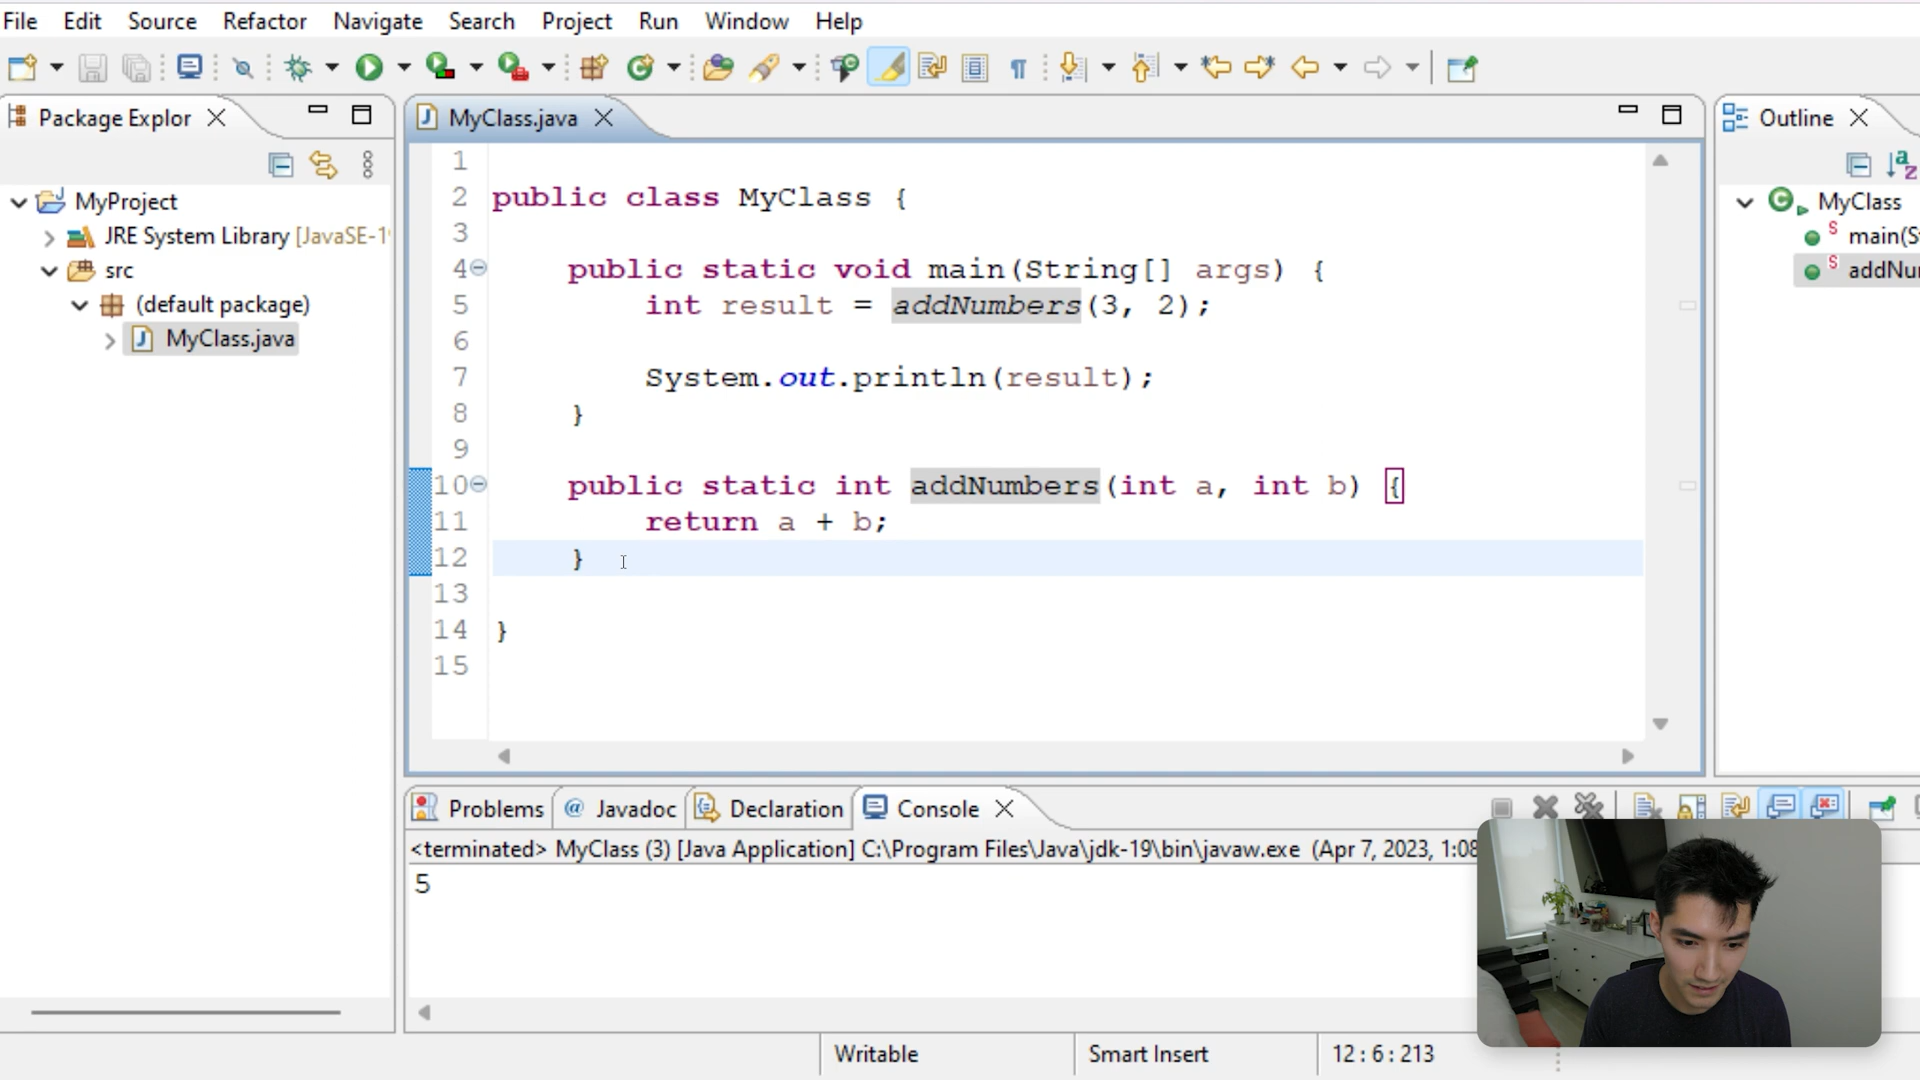 File Edit Source Refactor Navigate Search Project Run Window Help
Package Explor
MyProject
JRE System Library [JavaSE-1
src
(default package)
MyClass.java
MyClass.java
1
2 public class MyClass {
3
4 public static void main(String[] args) {
5 int result = addNumbers(3, 2);
6
7 System.out.println(result);
8 }
9
10 public static int addNumbers(int a, int b) {
11 return a + b;
12 }
13
14 }
15
Outline
MyClass
main(S
addNu
Problems @ Javadoc Declaration Console
<terminated> MyClass (3) [Java Application] C:\Program Files\Java\jdk-19\bin\javaw.exe (Apr 7, 2023, 1:08
5
Writable Smart Insert 12 : 6 : 213